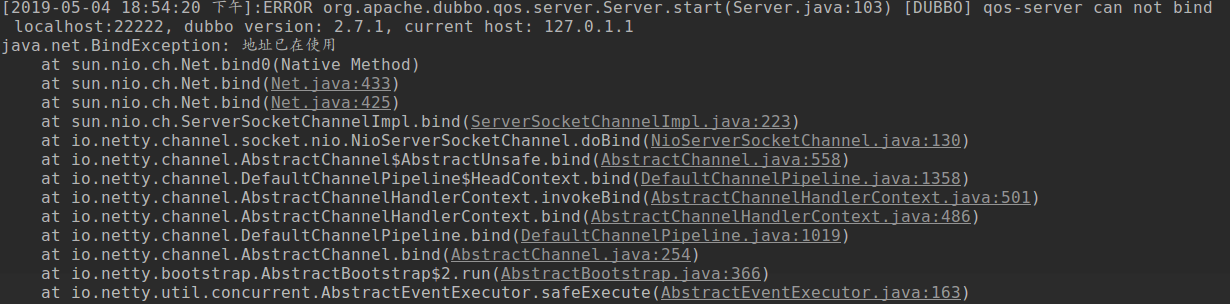 [2019-05-04 18:54:20 下午]:ERROR org.apache.dubbo.qos.server.Server.start(Server.java:103) [DUBBO] qos-server can not bind
localhost:22222, dubbo version: 2.7.1, current host: 127.0.1.1
java.net.BindException: 地址已在使用
at sun.nio.ch.Net.bind0(Native Method)
at sun.nio.ch.Net.bind(Net.java:433)
at sun.nio.ch.Net.bind(Net.java:425)
at sun.nio.ch.ServerSocketChannelImpl.bind(ServerSocketChannelImpl.java:223)
at io.netty.channel.socket.nio.NioServerSocketChannel.doBind(NioServerSocketChannel.java:130)
at io.netty.channel.AbstractChannel$AbstractUnsafe.bind(AbstractChannel.java:558)
at io.netty.channel.DefaultChannelPipeline$HeadContext.bind(DefaultChannelPipeline.java:1358)
at io.netty.channel.AbstractChannelHandlerContext.invokeBind(AbstractChannelHandlerContext.java:501)
at io.netty.channel.AbstractChannelHandlerContext.bind(AbstractChannelHandlerContext.java:486)
at io.netty.channel.DefaultChannelPipeline.bind(DefaultChannelPipeline.java:1019)
at io.netty.channel.AbstractChannel.bind(AbstractChannel.java:254)
at io.netty.bootstrap.AbstractBootstrap$2.run(AbstractBootstrap.java:366)
at io.netty.util.concurrent.AbstractEventExecutor.safeExecute(AbstractEventExecutor.java:163)